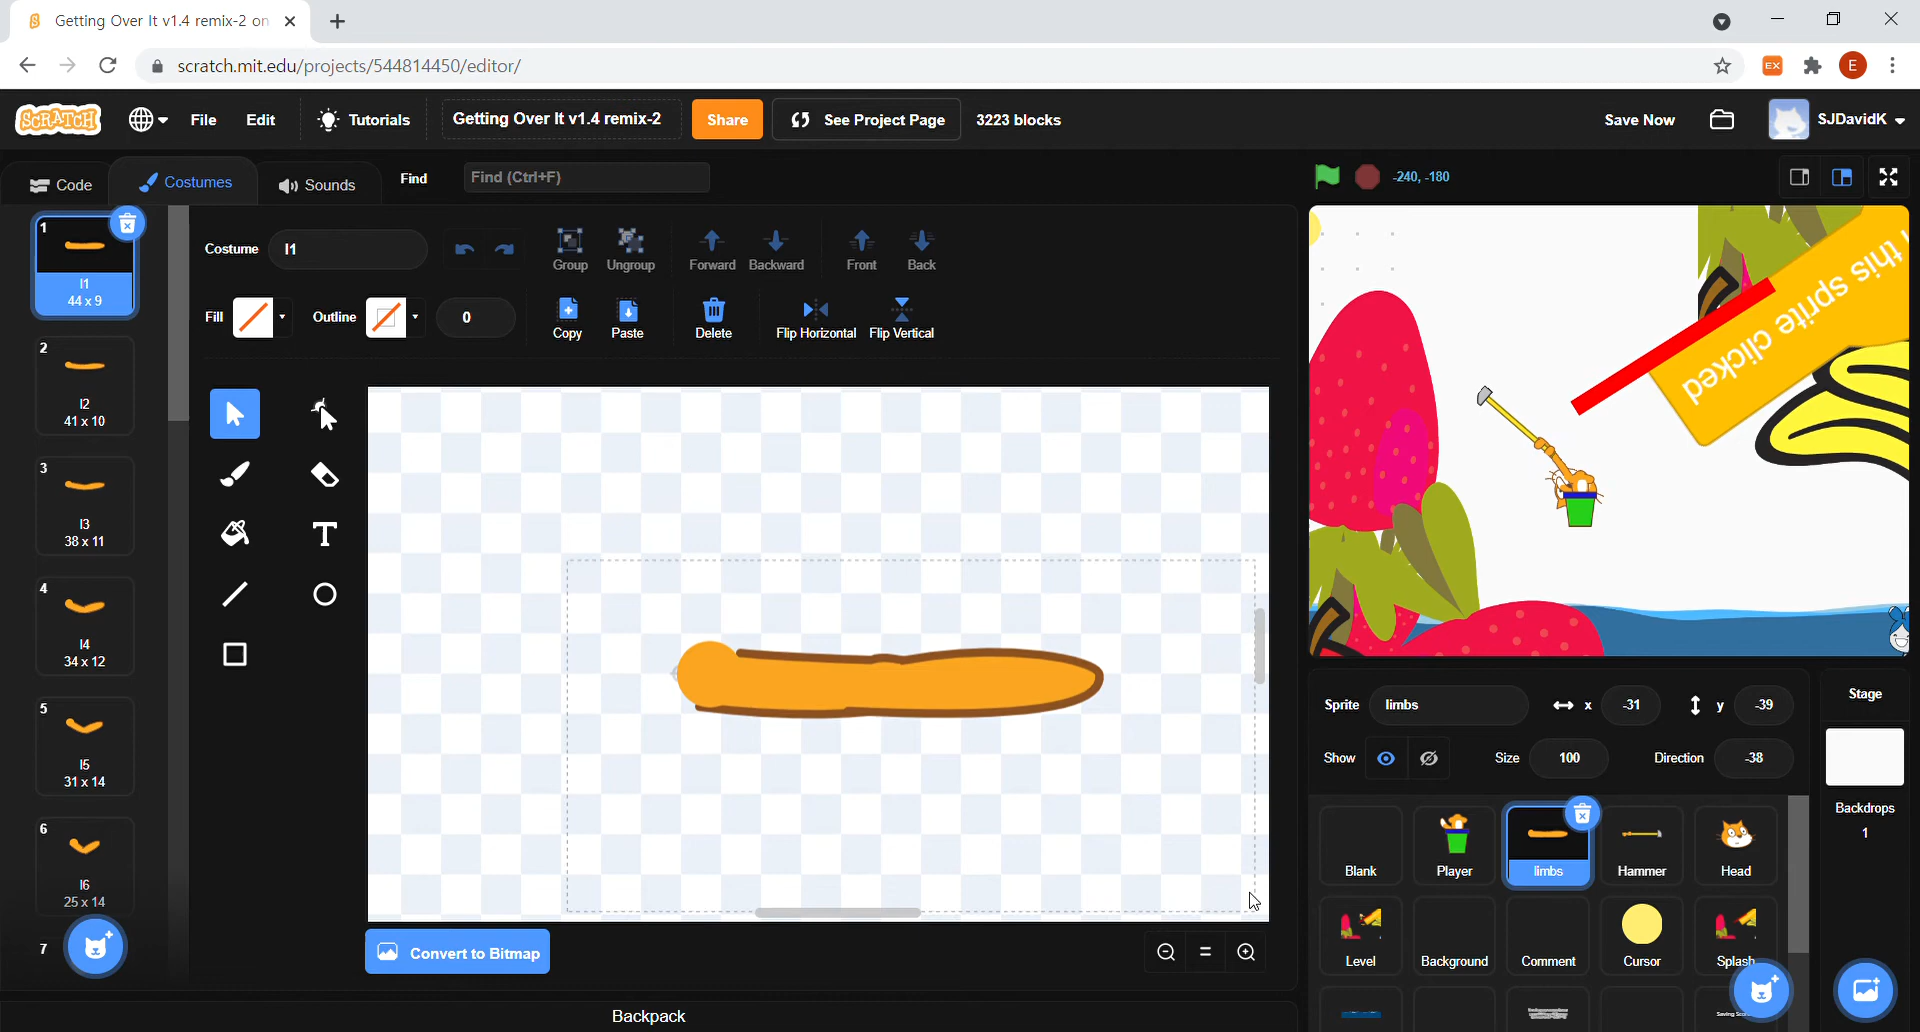 Getting Over It v1.4 remix-2 on
scratch.mit.edu/projects/544814450/editor/
EX
E
SCRATCH
File
Edit
Tutorials
Getting Over It v1.4 remix-2
Share
See Project Page
3223 blocks
Save Now
SJDavidK
Code
Costumes
Sounds
Find
Find (Ctrl+F)
-240, -180
1
l1
44 x 9
2
l2
41 x 10
3
l3
38 x 11
4
l4
34 x 12
5
l5
31 x 14
6
l6
25 x 14
7
Costume
l1
Group
Ungroup
Forward
Backward
Front
Back
Fill
Outline
0
Copy
Paste
Delete
Flip Horizontal
Flip Vertical
T
Convert to Bitmap
Backpack
this sprite clicked
Sprite
limbs
x
-31
y
-39
Show
Size
100
Direction
-38
Stage
Backdrops
1
Blank
Player
limbs
Hammer
Head
Level
Background
Comment
Cursor
Splash